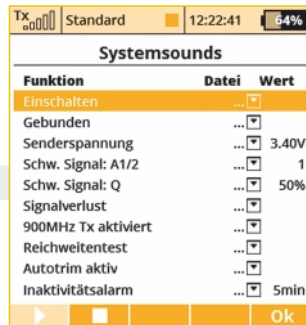 Tx Standard 12:22:41 64%
Systemsounds
Funktion Datei Wert
Einschalten ...
Gebunden ...
Senderspannung ... 3.40V
Schw. Signal: A1/2 ... 1
Schw. Signal: Q ... 50%
Signalverlust ...
900MHz Tx aktiviert ...
Reichweitentest ...
Autotrim aktiv ...
Inaktivitätsalarm ... 5min
Ok